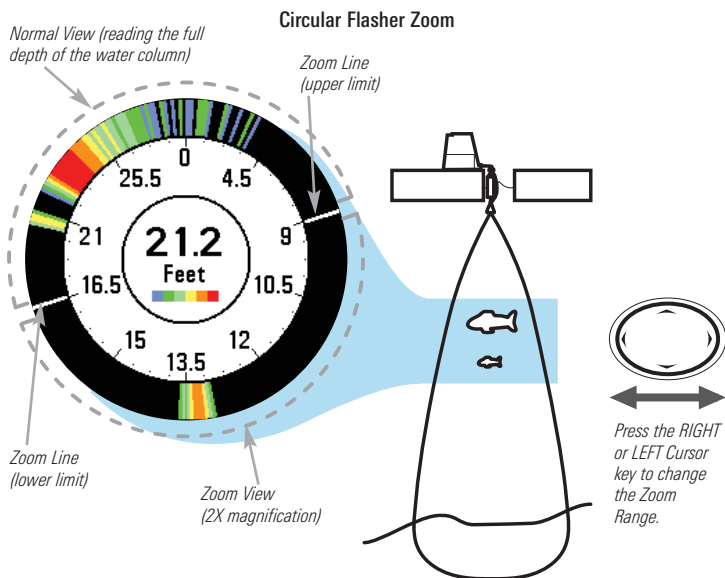 Circular Flasher Zoom
Normal View (reading the full
depth of the water column)
Zoom Line
(upper limit)
0
4.5
9
10.5
12
13.5
15
16.5
21
25.5
21.2
Feet
Zoom Line
(lower limit)
Zoom View
(2X magnification)
Press the RIGHT
or LEFT Cursor
key to change
the Zoom
Range.